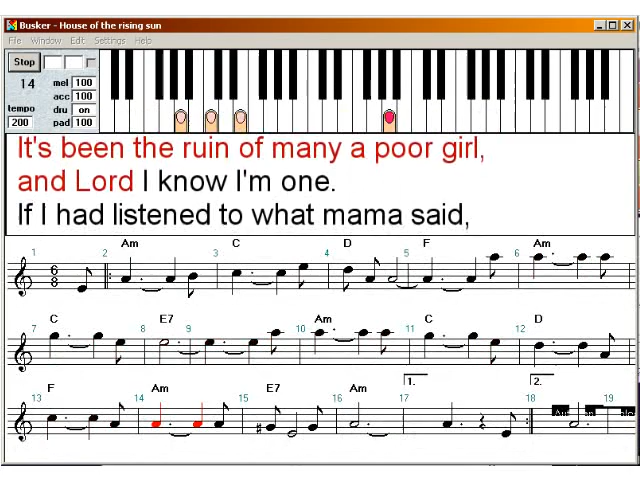 Busker - House of the rising sun
File Window Edit Settings Help
Stop
14
mel 100
acc 100
tempo dru on
200 pad 100
It's been the ruin of many a poor girl,
and Lord I know I'm one.
If I had listened to what mama said,
1 2 Am 3 C 4 D 5 F 6 Am
6
8
7 C 8 E7 9 10 Am 11 C 12 D
13 F 14 Am 15 E7 16 Am 17 1. 18 2. 19